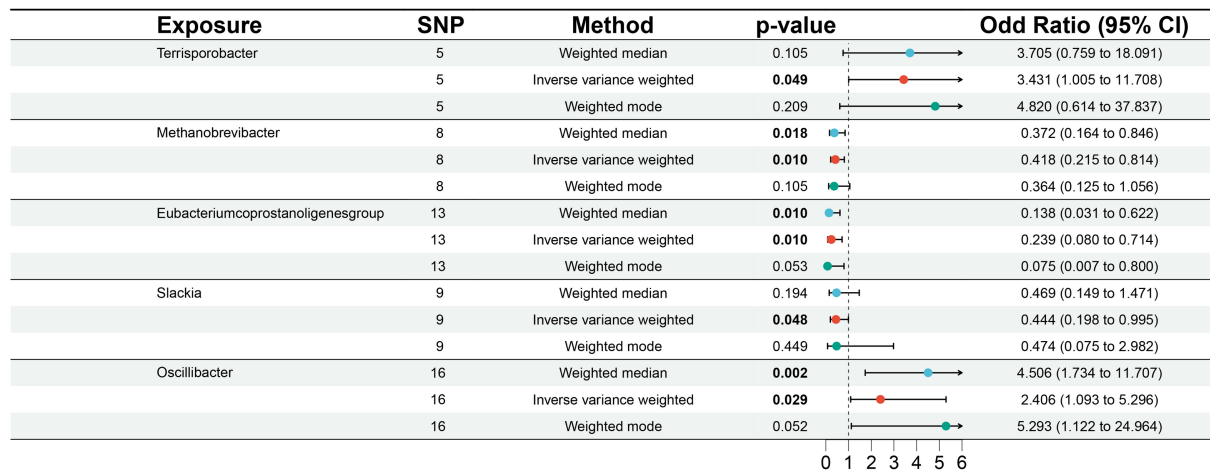 Exposure SNP Method p-value Odd Ratio (95% CI)
Terrisporobacter 5 Weighted median 0.105 3.705 (0.759 to 18.091)
5 Inverse variance weighted 0.049 3.431 (1.005 to 11.708)
5 Weighted mode 0.209 4.820 (0.614 to 37.837)
Methanobrevibacter 8 Weighted median 0.018 0.372 (0.164 to 0.846)
8 Inverse variance weighted 0.010 0.418 (0.215 to 0.814)
8 Weighted mode 0.105 0.364 (0.125 to 1.056)
Eubacteriumcoprostanoligenesgroup 13 Weighted median 0.010 0.138 (0.031 to 0.622)
13 Inverse variance weighted 0.010 0.239 (0.080 to 0.714)
13 Weighted mode 0.053 0.075 (0.007 to 0.800)
Slackia 9 Weighted median 0.194 0.469 (0.149 to 1.471)
9 Inverse variance weighted 0.048 0.444 (0.198 to 0.995)
9 Weighted mode 0.449 0.474 (0.075 to 2.982)
Oscillibacter 16 Weighted median 0.002 4.506 (1.734 to 11.707)
16 Inverse variance weighted 0.029 2.406 (1.093 to 5.296)
16 Weighted mode 0.052 5.293 (1.122 to 24.964)
0 1 2 3 4 5 6